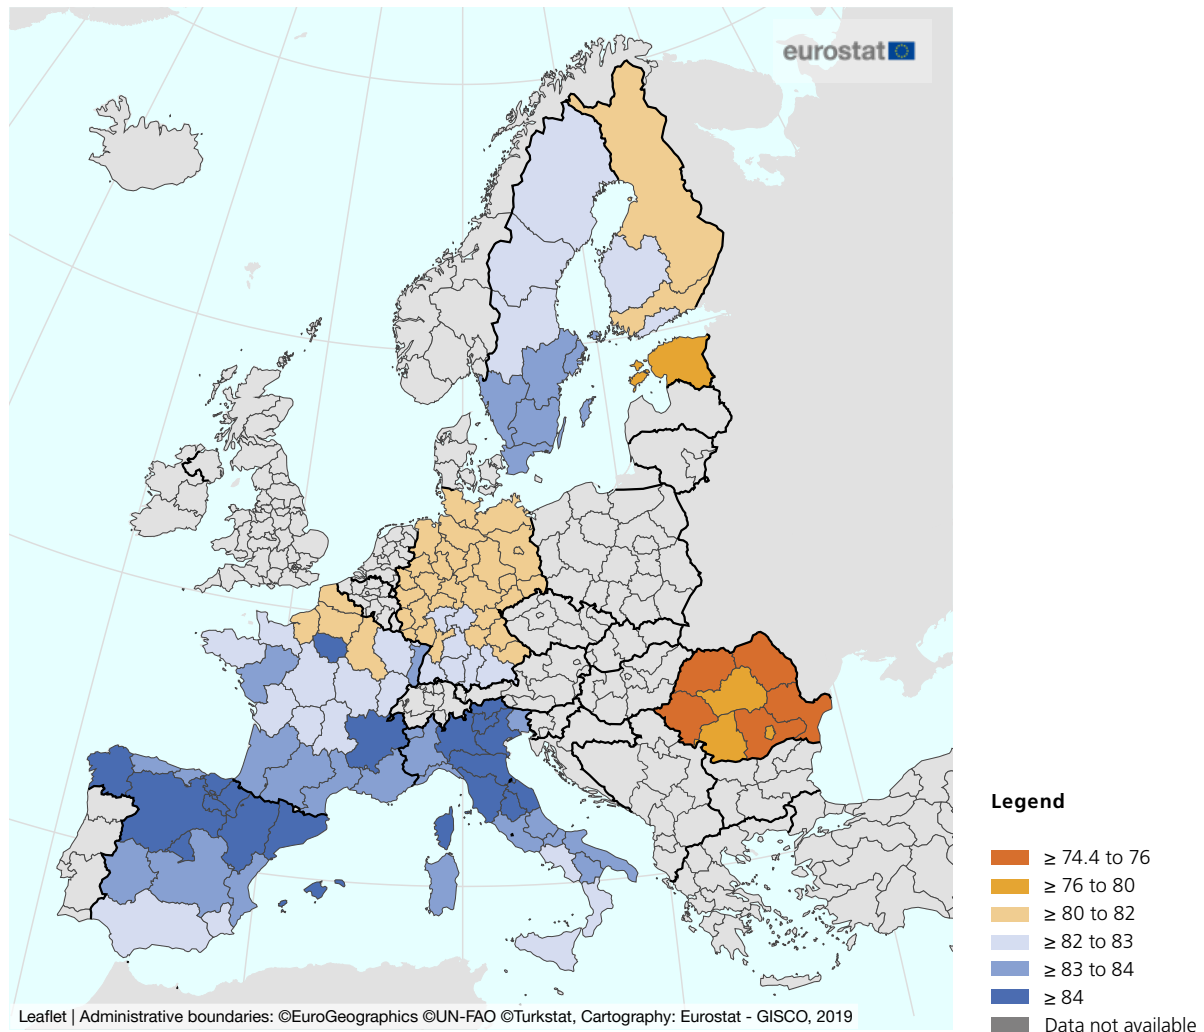 eurostat
Legend
≥ 74.4 to 76
≥ 76 to 80
≥ 80 to 82
≥ 82 to 83
≥ 83 to 84
≥ 84
Data not available
Leaflet | Administrative boundaries: ©EuroGeographics ©UN-FAO ©Turkstat, Cartography: Eurostat - GISCO, 2019